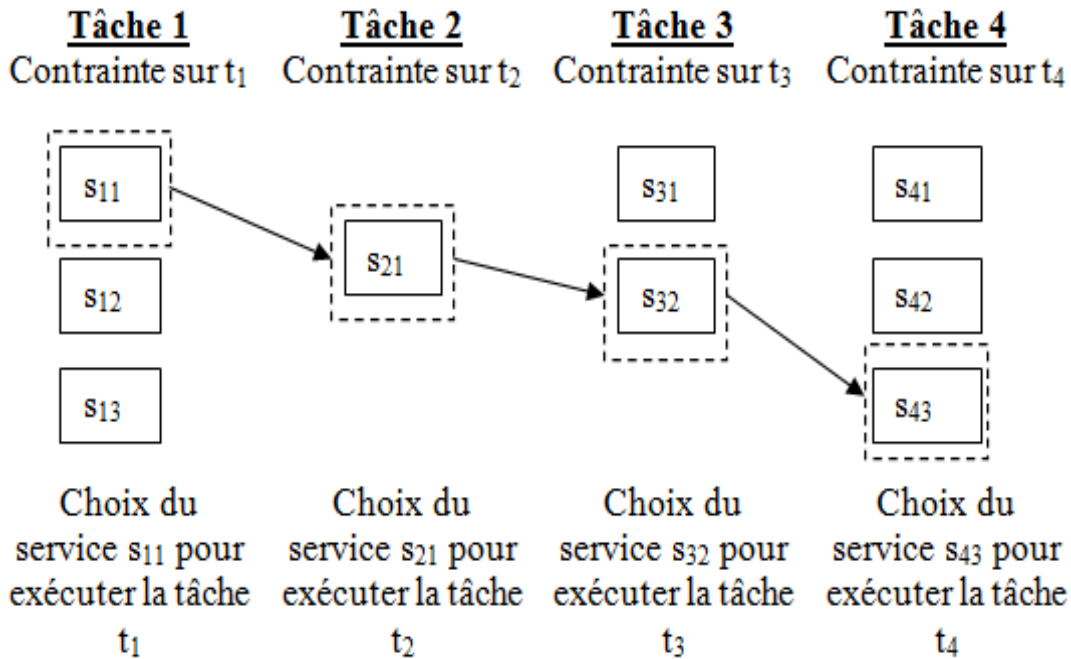 Tâche 1
Contrainte sur t₁
Tâche 2
Contrainte sur t₂
Tâche 3
Contrainte sur t₃
Tâche 4
Contrainte sur t₄
s₁₁
s₁₂
s₁₃
s₂₁
s₃₁
s₃₂
s₄₁
s₄₂
s₄₃
Choix du
service s₁₁ pour
exécuter la tâche
t₁
Choix du
service s₂₁ pour
exécuter la tâche
t₂
Choix du
service s₃₂ pour
exécuter la tâche
t₃
Choix du
service s₄₃ pour
exécuter la tâche
t₄